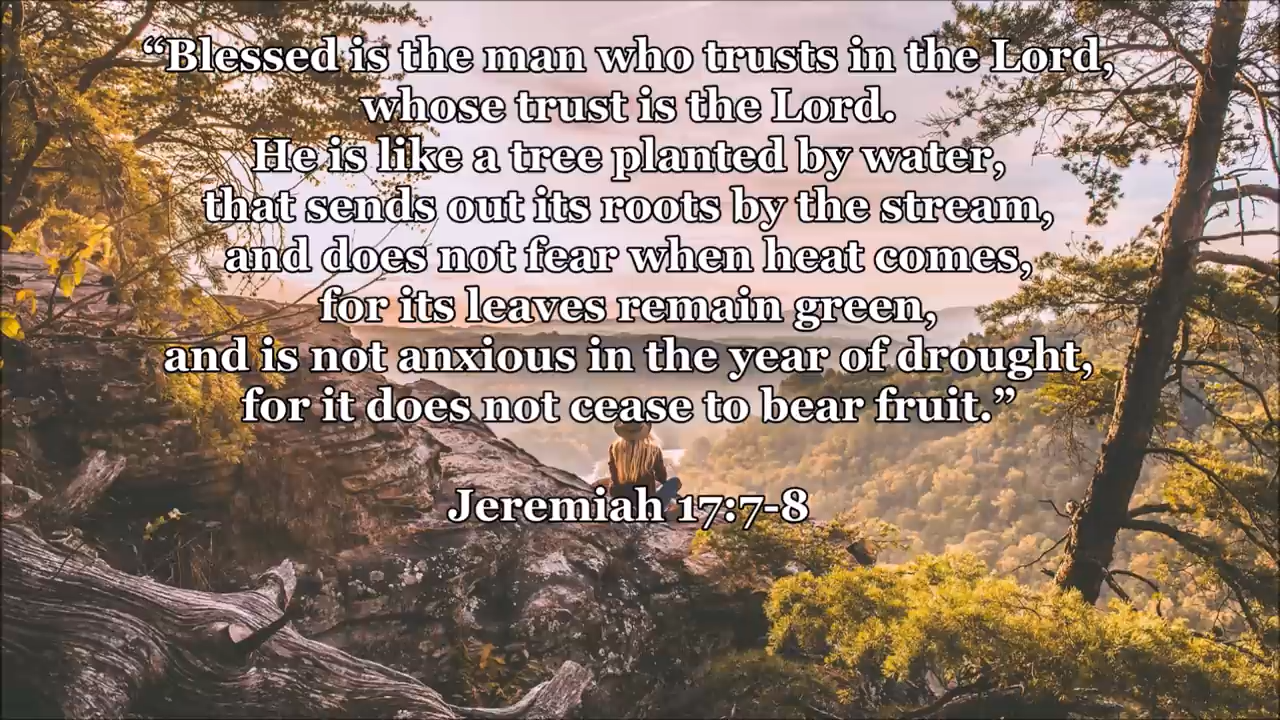 “Blessed is the man who trusts in the Lord,
whose trust is the Lord.
He is like a tree planted by water,
that sends out its roots by the stream,
and does not fear when heat comes,
for its leaves remain green,
and is not anxious in the year of drought,
for it does not cease to bear fruit.”
Jeremiah 17:7-8